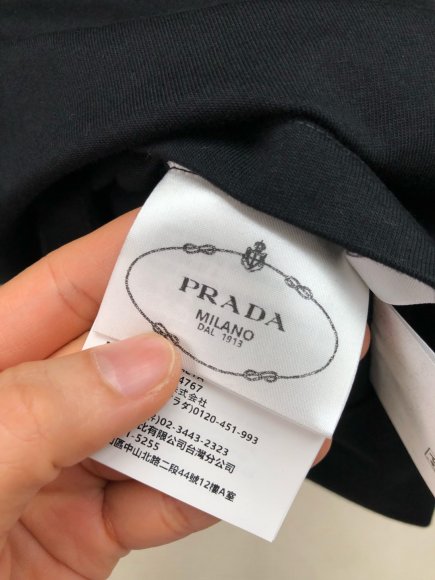 PRADA
MILANO
DAL 1913
4767
式会社
ラダ)0120-451-993
)02-3443-2323
比有限公司台灣分公司
T-5255
區中山北路二段44號12樓A室